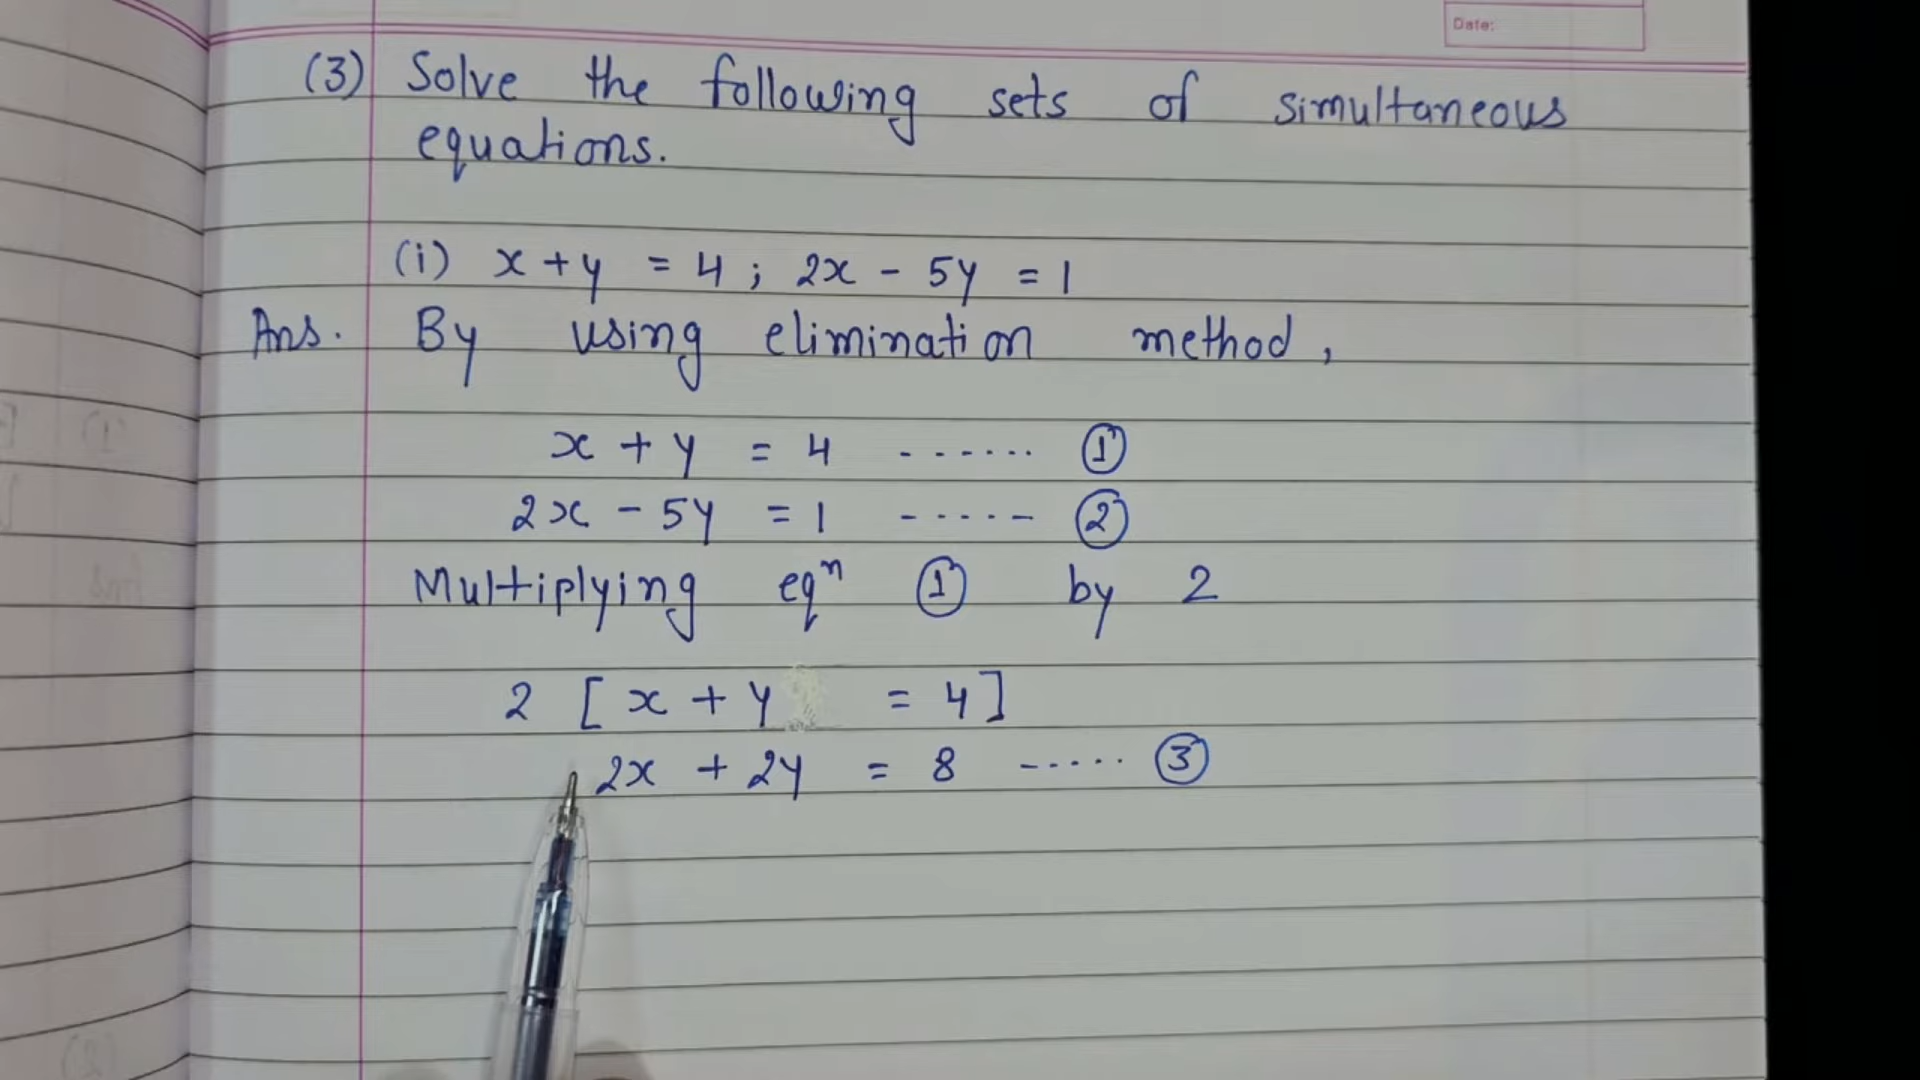 Date:
(3) Solve the following sets of simultaneous
equations.
(i) x + y = 4 ; 2x - 5y = 1
Ans. By using elimination method,
x + y = 4 ...... ①
2x - 5y = 1 ...... ②
Multiplying eqⁿ ① by 2
2 [ x + y = 4 ]
2x + 2y = 8 ...... ③